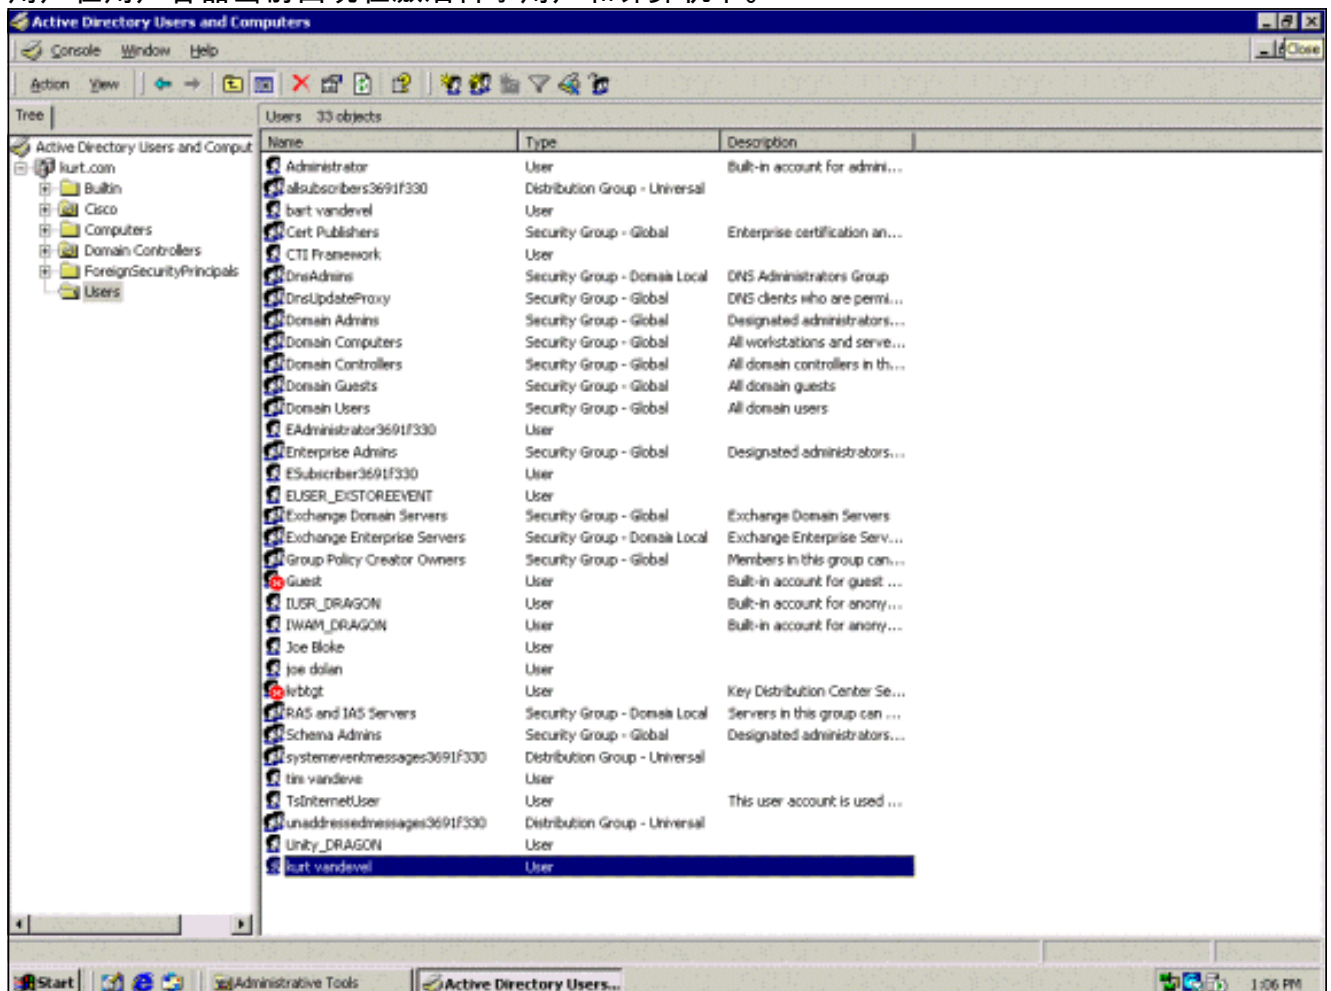 Active Directory Users and Computers
Console Window Help
Close
Action View
Tree
Users 33 objects
Active Directory Users and Comput
Name Type Description
kurt.com
Builtin
Cisco
Computers
Domain Controllers
ForeignSecurityPrincipals
Users
Administrator User Built-in account for admini...
allsubscribers3691f330 Distribution Group - Universal
bart vandevel User
Cert Publishers Security Group - Global Enterprise certification an...
CTI Framework User
DnsAdmins Security Group - Domain Local DNS Administrators Group
DnsUpdateProxy Security Group - Global DNS clients who are permi...
Domain Admins Security Group - Global Designated administrators...
Domain Computers Security Group - Global All workstations and serve...
Domain Controllers Security Group - Global All domain controllers in th...
Domain Guests Security Group - Global All domain guests
Domain Users Security Group - Global All domain users
EAdministrator3691f330 User
Enterprise Admins Security Group - Global Designated administrators...
ESubscriber3691f330 User
EUSER_EXSTOREEVENT User
Exchange Domain Servers Security Group - Global Exchange Domain Servers
Exchange Enterprise Servers Security Group - Domain Local Exchange Enterprise Serv...
Group Policy Creator Owners Security Group - Global Members in this group can...
Guest User Built-in account for guest ...
IUSR_DRAGON User Built-in account for anony...
IWAM_DRAGON User Built-in account for anony...
Joe Bloke User
joe dolan User
krbtgt User Key Distribution Center Se...
RAS and IAS Servers Security Group - Domain Local Servers in this group can ...
Schema Admins Security Group - Global Designated administrators...
systemeventmessages3691f330 Distribution Group - Universal
tim vandeve User
TsInternetUser User This user account is used ...
unaddressedmessages3691f330 Distribution Group - Universal
Unity_DRAGON User
kurt vandevel User
Start Administrative Tools Active Directory Users... 1:06 PM